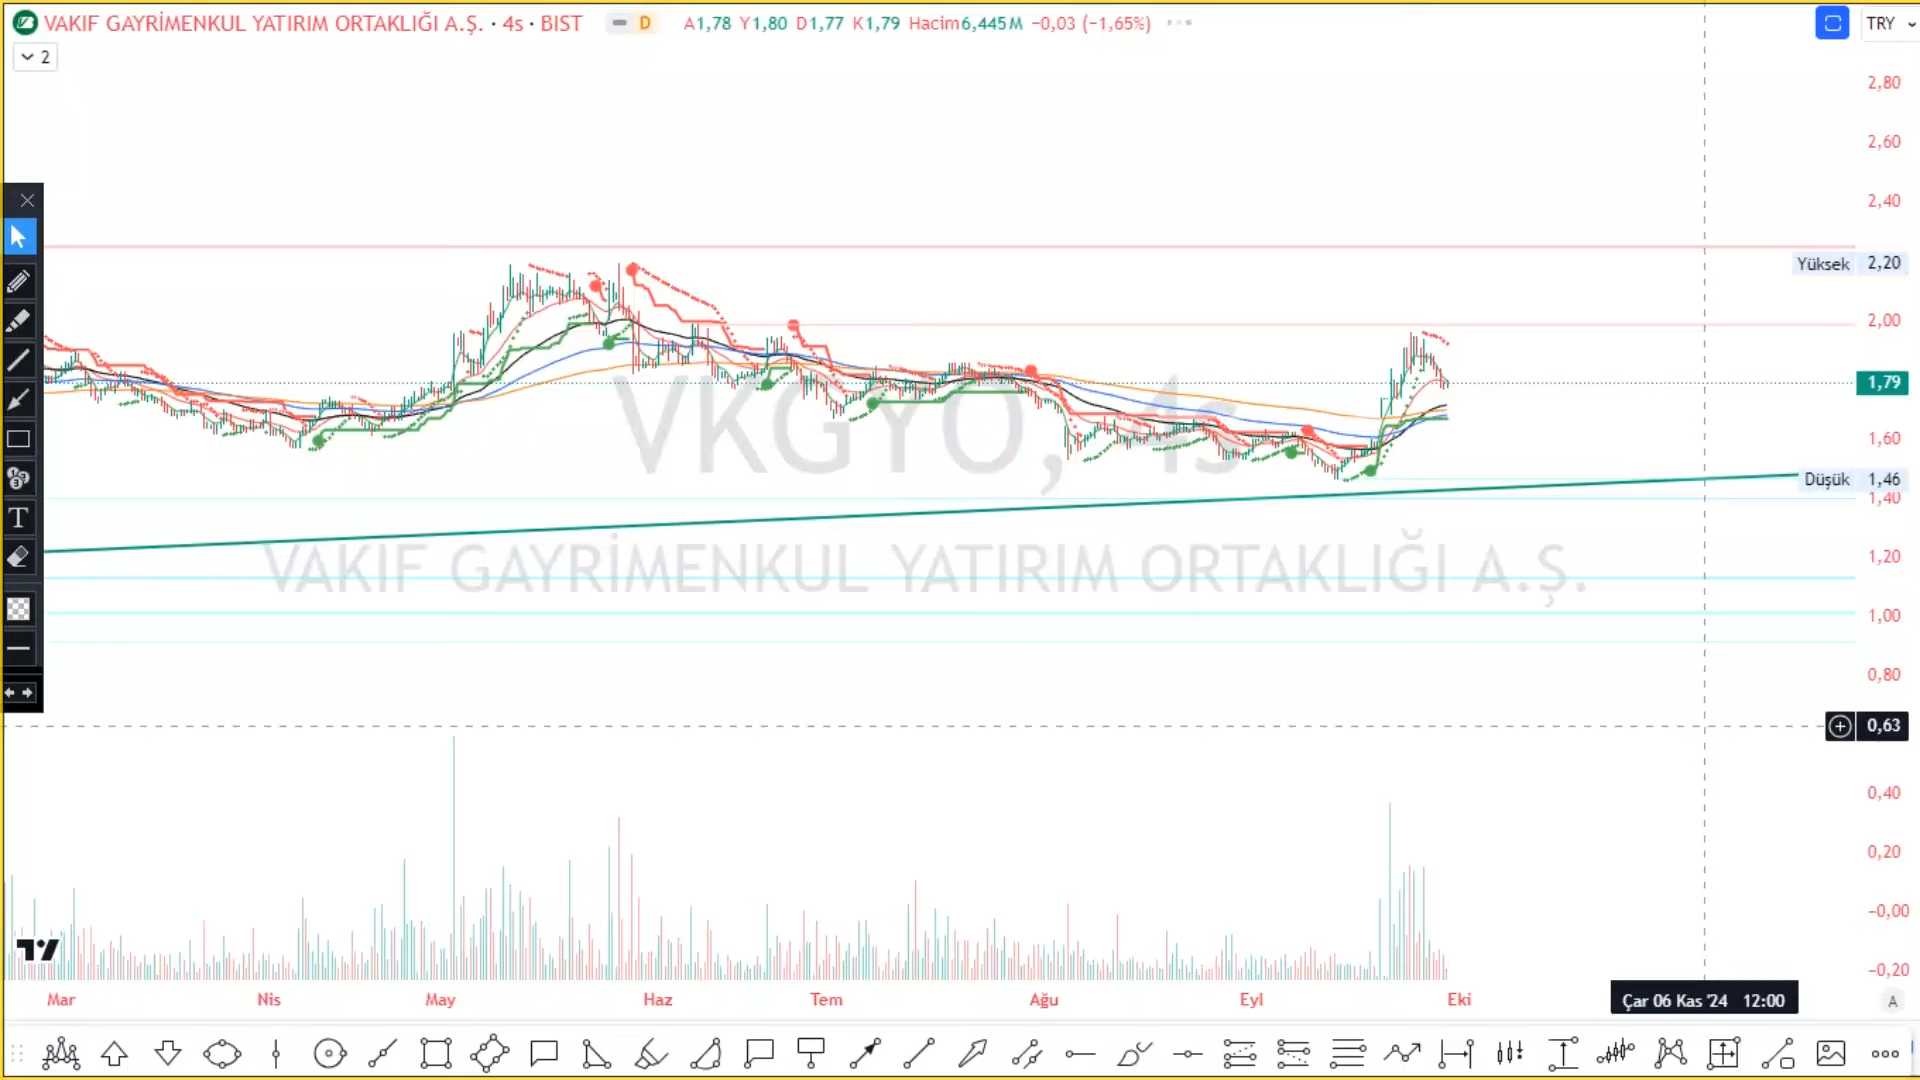 VAKIF GAYRİMENKUL YATIRIM ORTAKLIĞI A.Ş. · 4s · BIST D A1,78 Y1,80 D1,77 K1,79 Hacim6,445M −0,03 (−1,65%) TRY
2
2,80
2,60
2,40
Yüksek 2,20
2,00
1,79
VKGYO, 4s
1,60
Düşük 1,46
1,40
VAKIF GAYRİMENKUL YATIRIM ORTAKLIĞI A.Ş.
1,20
1,00
T
0,80
0,63
0,40
0,20
−0,00
−0,20
Mar Nis May Haz Tem Ağu Eyl Eki Çar 06 Kas '24 12:00 A